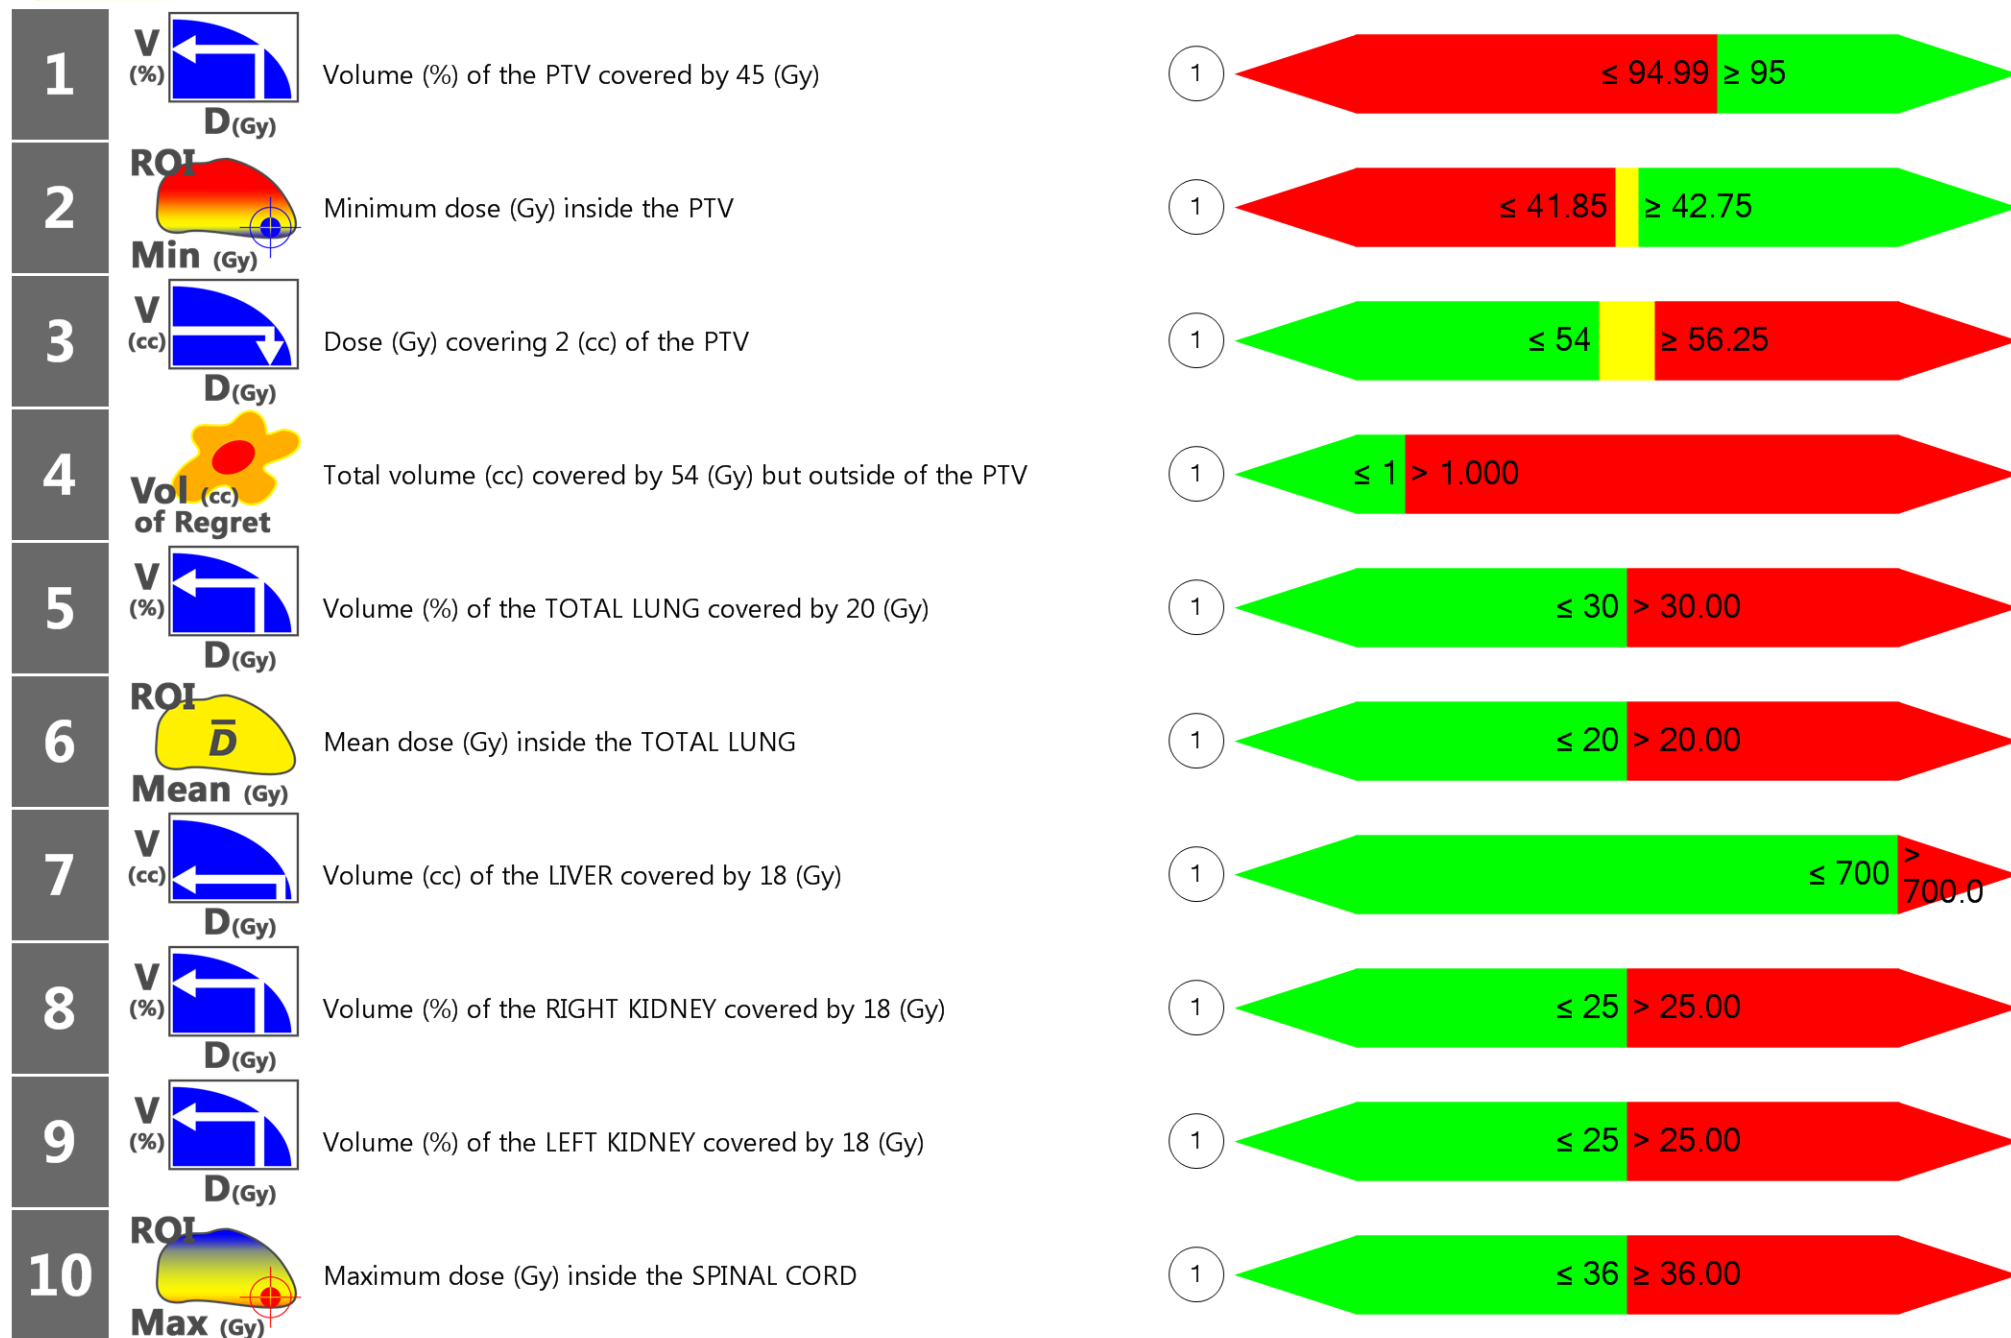 1 V (%) D(Gy) Volume (%) of the PTV covered by 45 (Gy) 1 ≤ 94.99 ≥ 95
2 ROI Min (Gy) Minimum dose (Gy) inside the PTV 1 ≤ 41.85 ≥ 42.75
3 V (cc) D(Gy) Dose (Gy) covering 2 (cc) of the PTV 1 ≤ 54 ≥ 56.25
4 Vol (cc) of Regret Total volume (cc) covered by 54 (Gy) but outside of the PTV 1 ≤ 1 > 1.000
5 V (%) D(Gy) Volume (%) of the TOTAL LUNG covered by 20 (Gy) 1 ≤ 30 > 30.00
6 ROI D̅ Mean (Gy) Mean dose (Gy) inside the TOTAL LUNG 1 ≤ 20 > 20.00
7 V (cc) D(Gy) Volume (cc) of the LIVER covered by 18 (Gy) 1 ≤ 700 > 700.0
8 V (%) D(Gy) Volume (%) of the RIGHT KIDNEY covered by 18 (Gy) 1 ≤ 25 > 25.00
9 V (%) D(Gy) Volume (%) of the LEFT KIDNEY covered by 18 (Gy) 1 ≤ 25 > 25.00
10 ROI Max (Gy) Maximum dose (Gy) inside the SPINAL CORD 1 ≤ 36 ≥ 36.00